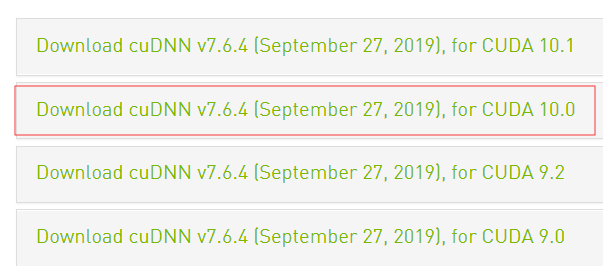 Download cuDNN v7.6.4 (September 27, 2019), for CUDA 10.1
Download cuDNN v7.6.4 (September 27, 2019), for CUDA 10.0
Download cuDNN v7.6.4 (September 27, 2019), for CUDA 9.2
Download cuDNN v7.6.4 (September 27, 2019), for CUDA 9.0